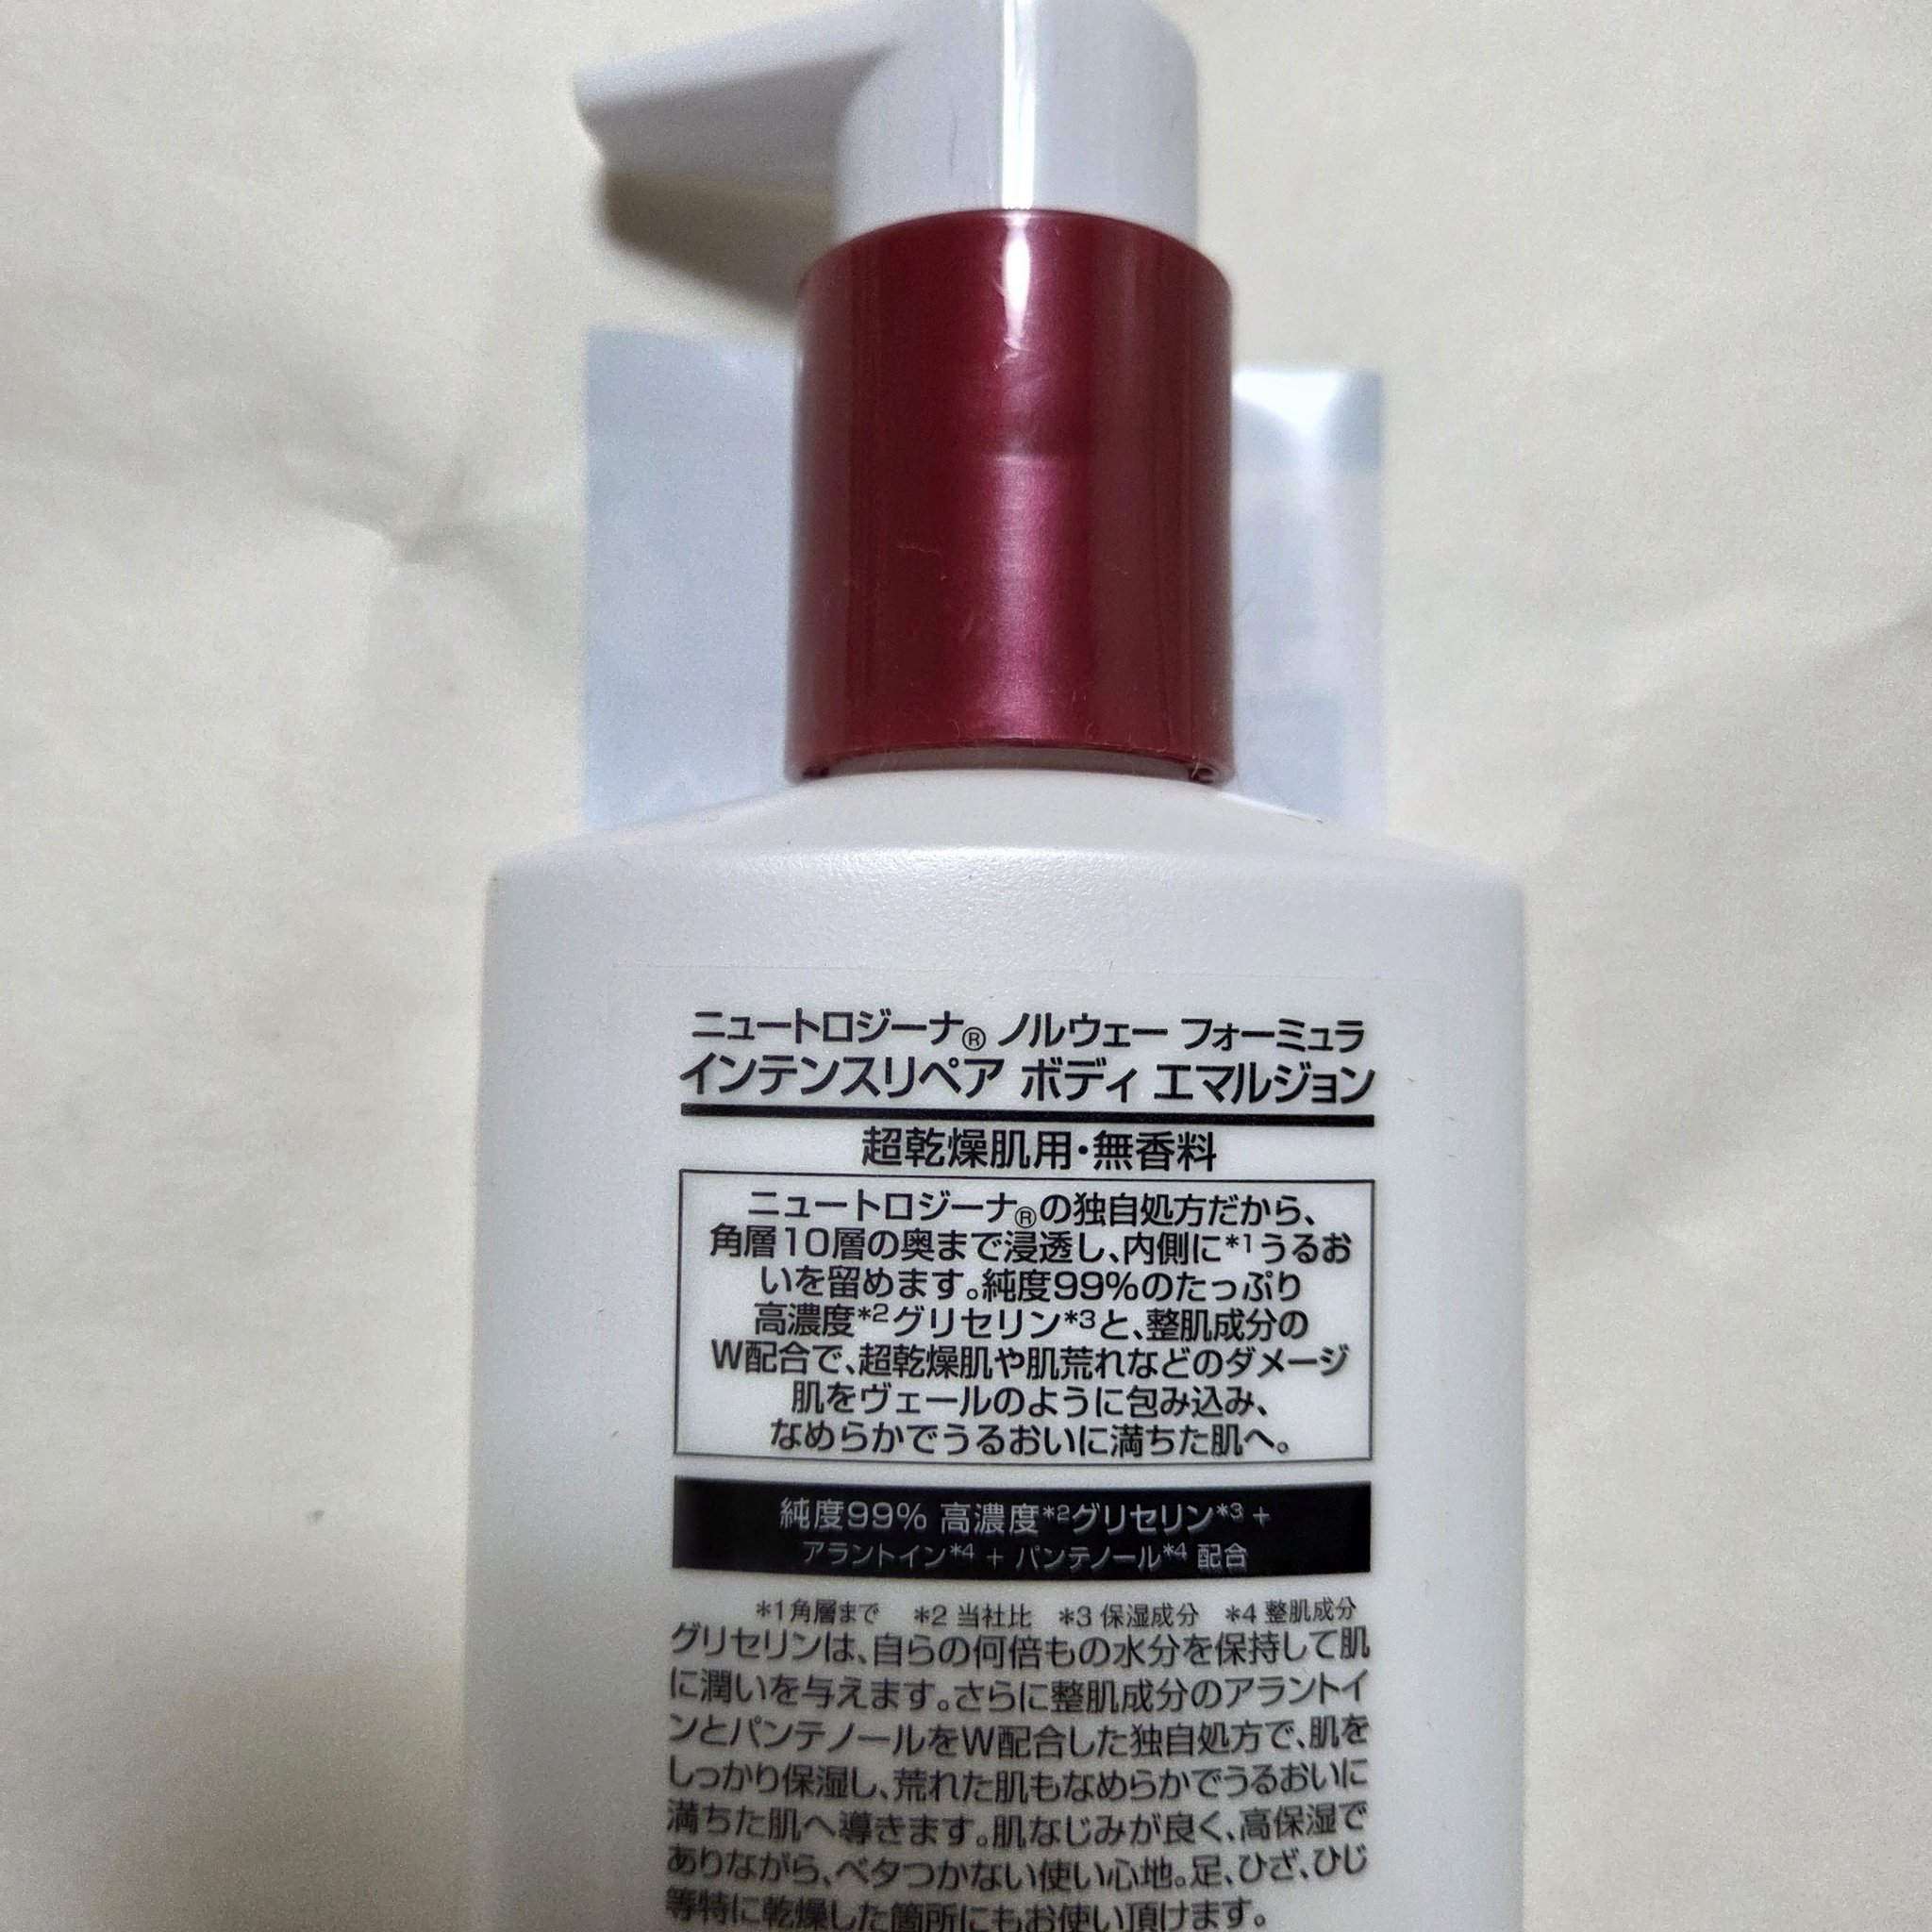 ニュートロジーナ® ノルウェー フォーミュラ
インテンスリペア ボディ エマルジョン
超乾燥肌用・無香料
ニュートロジーナ®の独自処方だから、
角層10層の奥まで浸透し、内側に*1うるお
いを留めます。純度99%のたっぷり
高濃度*2グリセリン*3と、整肌成分の
W配合で、超乾燥肌や肌荒れなどのダメージ
肌をヴェールのように包み込み、
なめらかでうるおいに満ちた肌へ。
純度99% 高濃度*2グリセリン*3 +
アラントイン*4 + パンテノール*4 配合
*1角層まで *2 当社比 *3 保湿成分 *4 整肌成分
グリセリンは、自らの何倍もの水分を保持して肌
に潤いを与えます。さらに整肌成分のアラントイ
ンとパンテノールをW配合した独自処方で、肌を
しっかり保湿し、荒れた肌もなめらかでうるおいに
満ちた肌へ導きます。肌なじみが良く、高保湿で
ありながら、ベタつかない使い心地。足、ひざ、ひじ
等特に乾燥した箇所にもお使い頂けます。